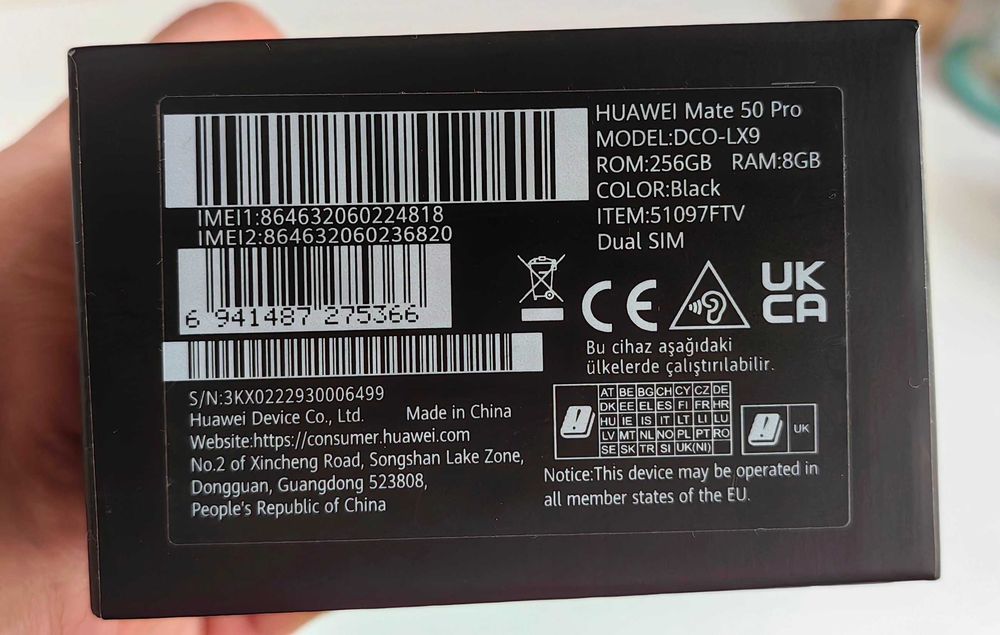 HUAWEI Mate 50 Pro
MODEL:DCO-LX9
ROM:256GB RAM:8GB
COLOR:Black
ITEM:51097FTV
Dual SIM
IMEI1:864632060224818
IMEI2:864632060236820
6 941487 275366
CE
UK
CA
Bu cihaz aşağıdaki
ülkelerde çalıştırılabilir.
S/N:3KX0222930006499
Huawei Device Co., Ltd. Made in China
Website:https://consumer.huawei.com
No.2 of Xincheng Road, Songshan Lake Zone,
Dongguan, Guangdong 523808,
People's Republic of China
AT BE BG CH CY CZ DE
DK EE EL ES FI FR HR
HU IE IS IT LT LI LU
LV MT NL NO PL PT RO
SE SK TR SI UK(NI)
UK
Notice:This device may be operated in
all member states of the EU.